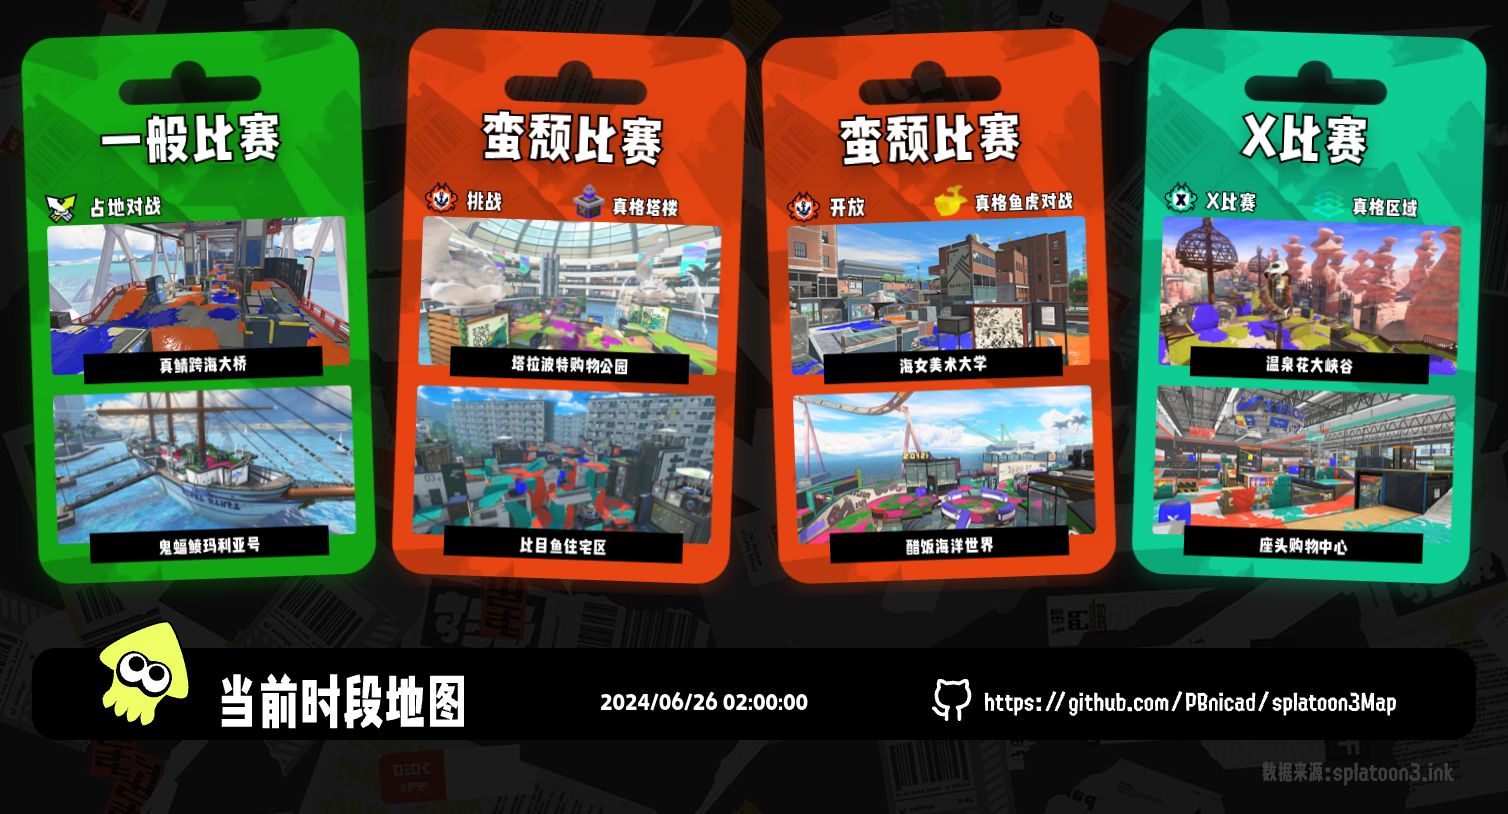 一般比赛
占地对战
真鲷跨海大桥
鬼蝠鲼玛利亚号
蛮颓比赛
挑战
真格塔楼
塔拉波特购物公园
比目鱼住宅区
蛮颓比赛
开放
真格鱼虎对战
海女美术大学
醋饭海洋世界
X比赛
X比赛
真格区域
温泉花大峡谷
座头购物中心
当前时段地图
2024/06/26 02:00:00
https://github.com/PBnicad/splatoon3Map
数据来源:splatoon3.ink